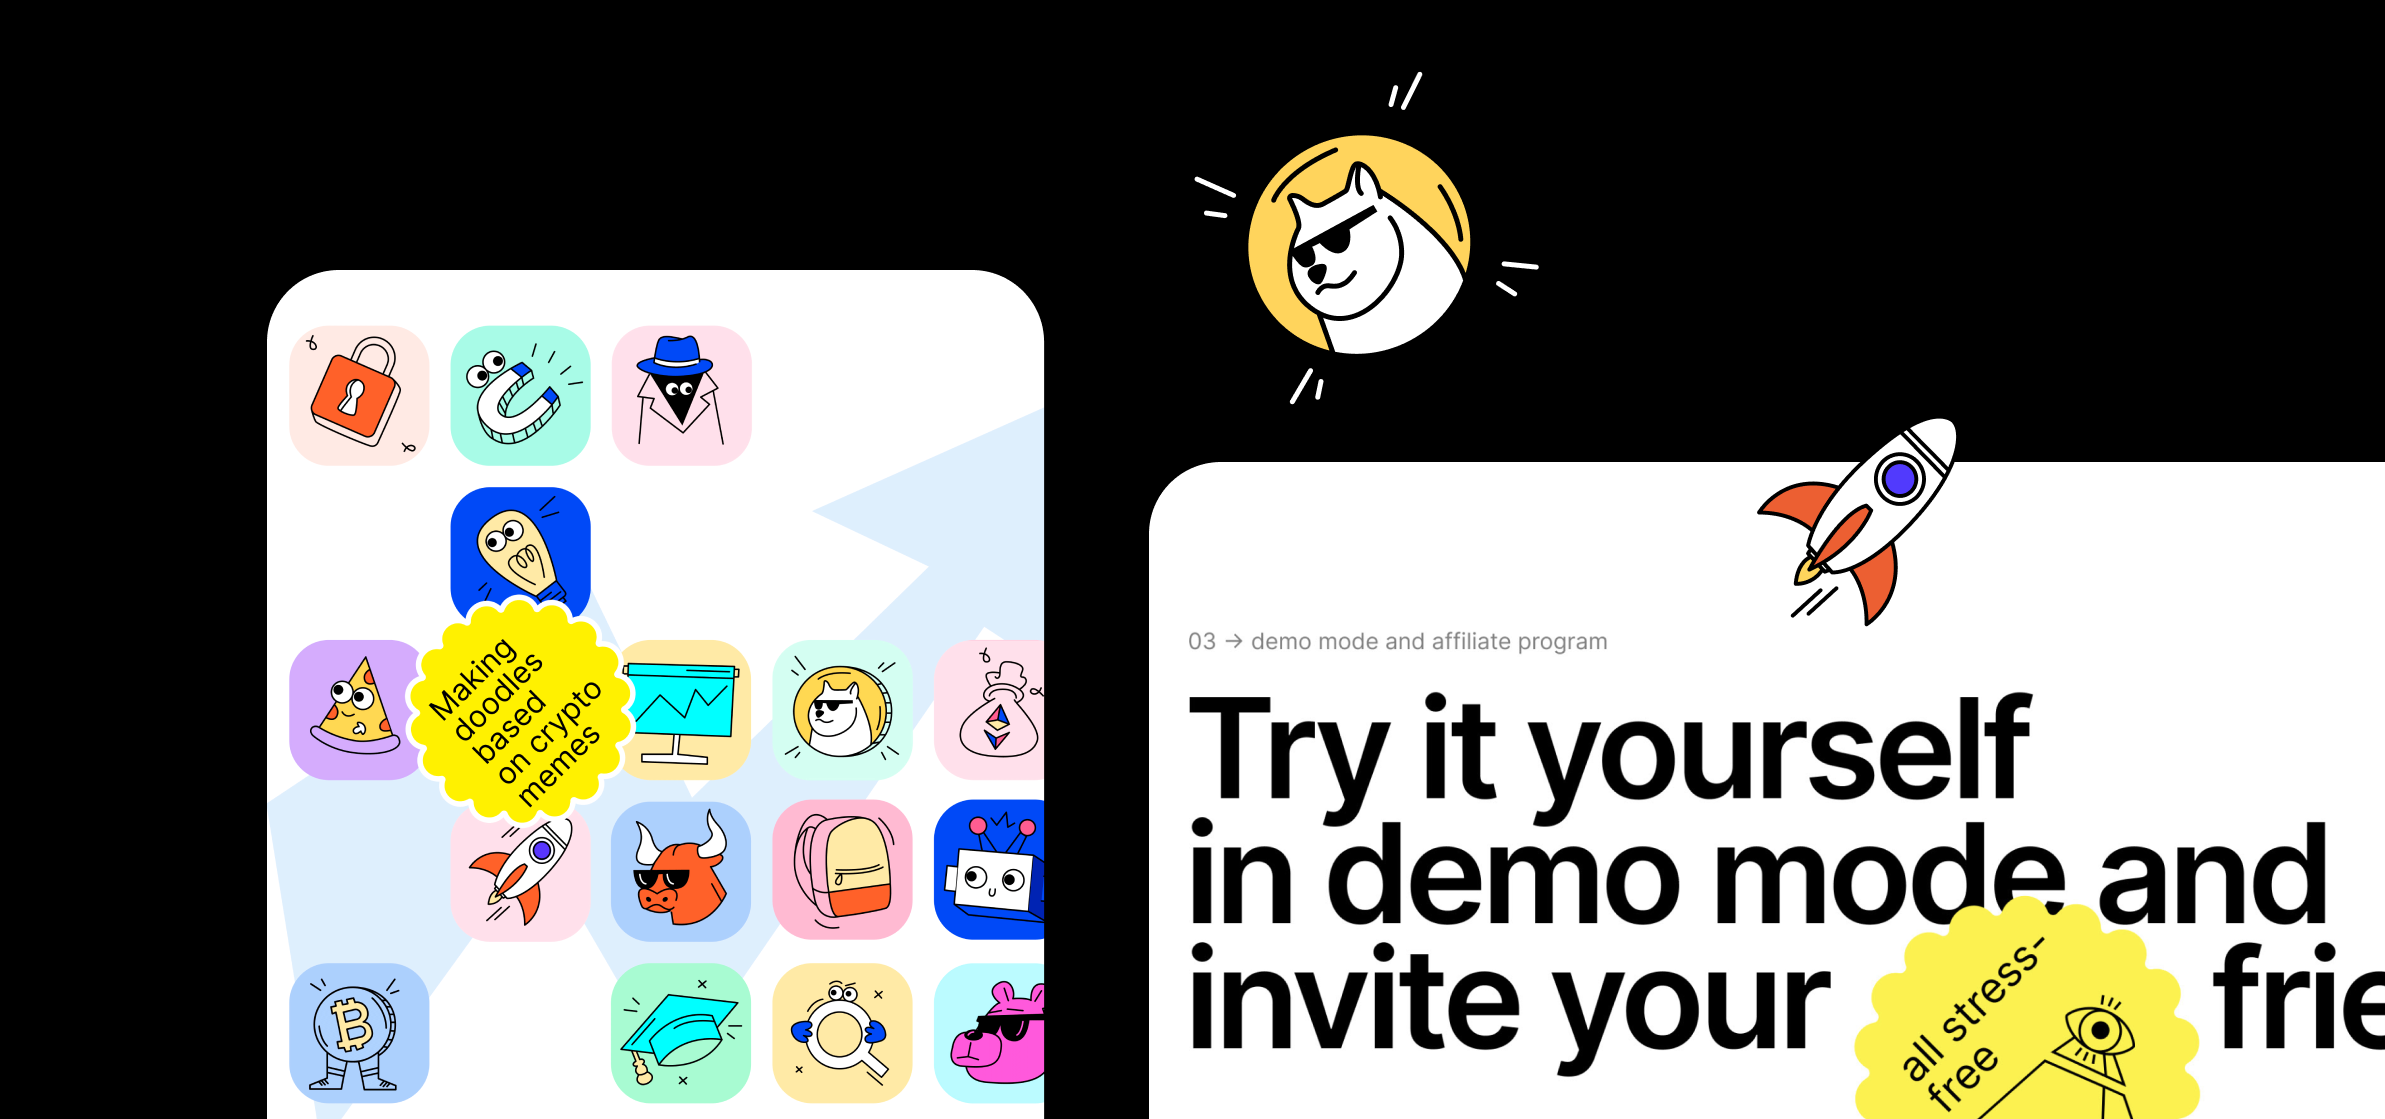 Making
doodles
based
on crypto
memes
03 → demo mode and affiliate program
Try it yourself
in demo mode and
invite your
all stress-
free